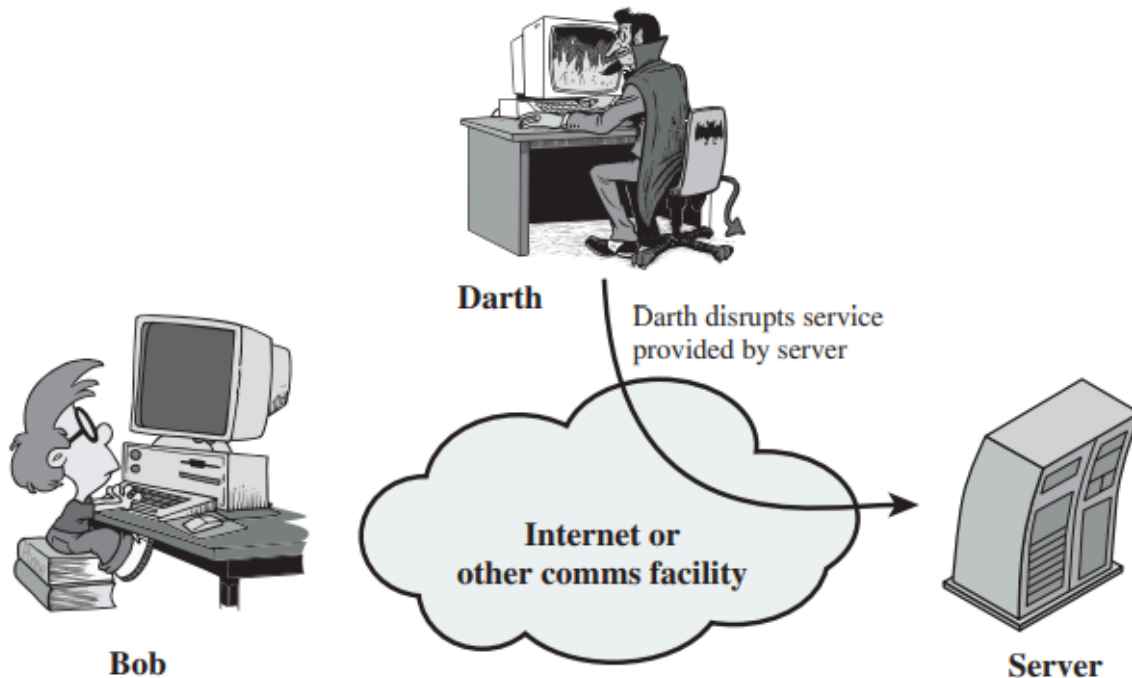 Darth
Darth disrupts service
provided by server
Internet or
other comms facility
Bob
Server